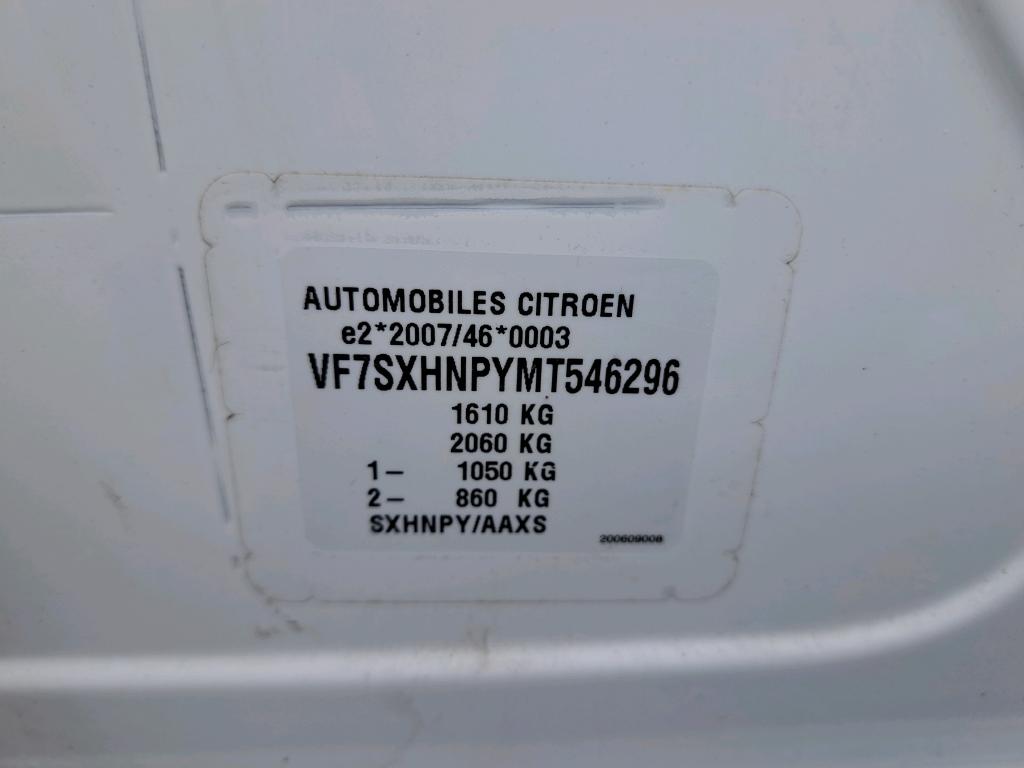 AUTOMOBILES CITROEN
e2*2007/46*0003
VF7SXHNPYMT546296
1610 KG
2060 KG
1- 1050 KG
2- 860 KG
SXHNPY/AAXS
200609008